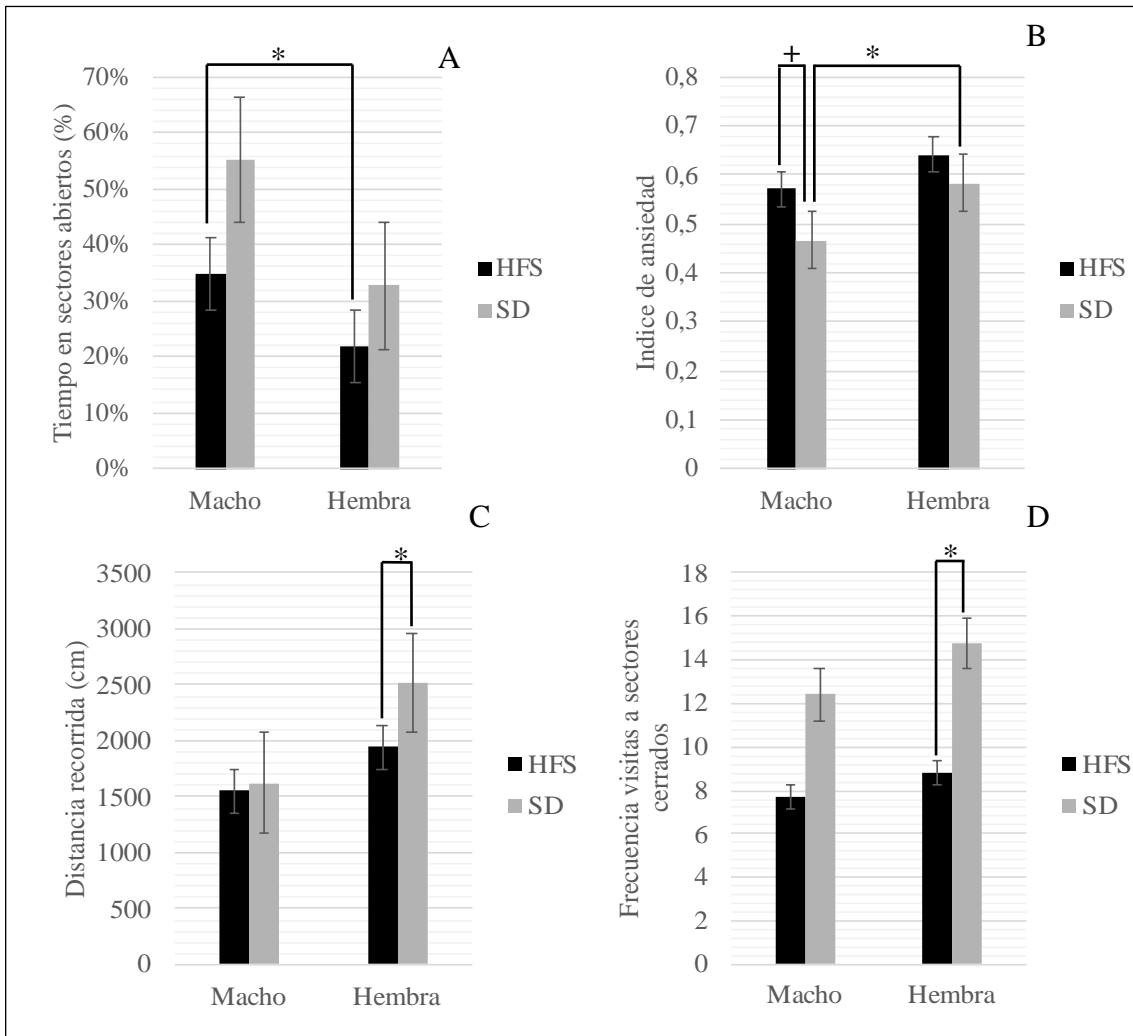 A
*
Tiempo en sectores abiertos (%)
70%
60%
50%
40%
30%
20%
10%
0%
Macho
Hembra
HFS
SD
B
+
*
Indice de ansiedad
0,8
0,7
0,6
0,5
0,4
0,3
0,2
0,1
0
Macho
Hembra
HFS
SD
C
*
Distancia recorrida (cm)
3500
3000
2500
2000
1500
1000
500
0
Macho
Hembra
HFS
SD
D
*
Frecuencia visitas a sectores
cerrados
18
16
14
12
10
8
6
4
2
0
Macho
Hembra
HFS
SD